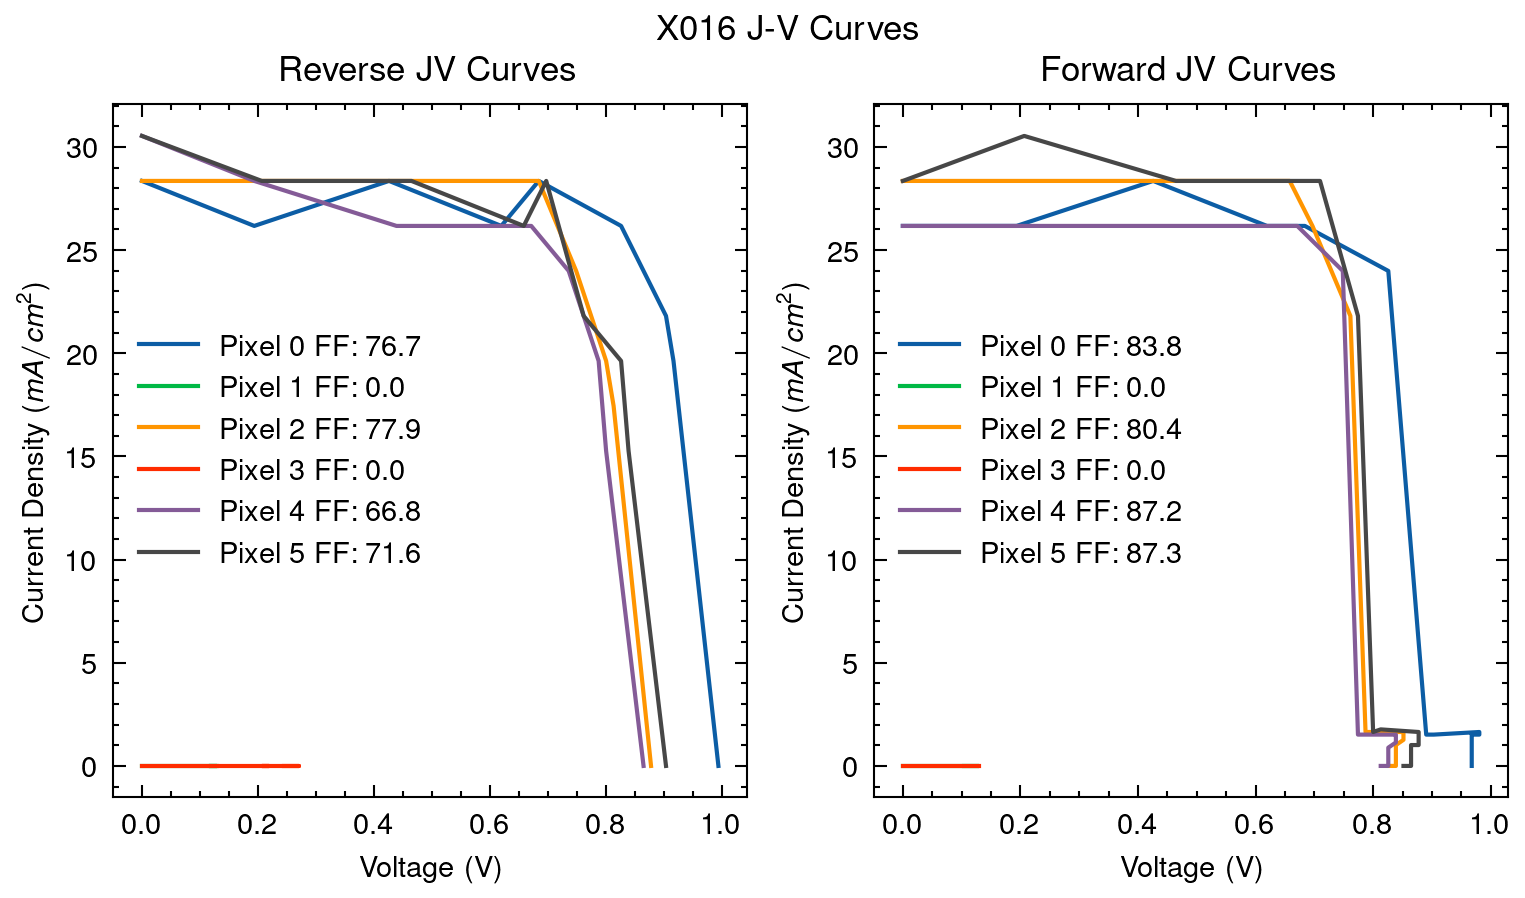 X016 J-V Curves
Reverse JV Curves
30
25
20
15
10
5
0
Current Density (mA/cm²)
Pixel 0 FF: 76.7
Pixel 1 FF: 0.0
Pixel 2 FF: 77.9
Pixel 3 FF: 0.0
Pixel 4 FF: 66.8
Pixel 5 FF: 71.6
0.0 0.2 0.4 0.6 0.8 1.0
Voltage (V)
Forward JV Curves
30
25
20
15
10
5
0
Current Density (mA/cm²)
Pixel 0 FF: 83.8
Pixel 1 FF: 0.0
Pixel 2 FF: 80.4
Pixel 3 FF: 0.0
Pixel 4 FF: 87.2
Pixel 5 FF: 87.3
0.0 0.2 0.4 0.6 0.8 1.0
Voltage (V)